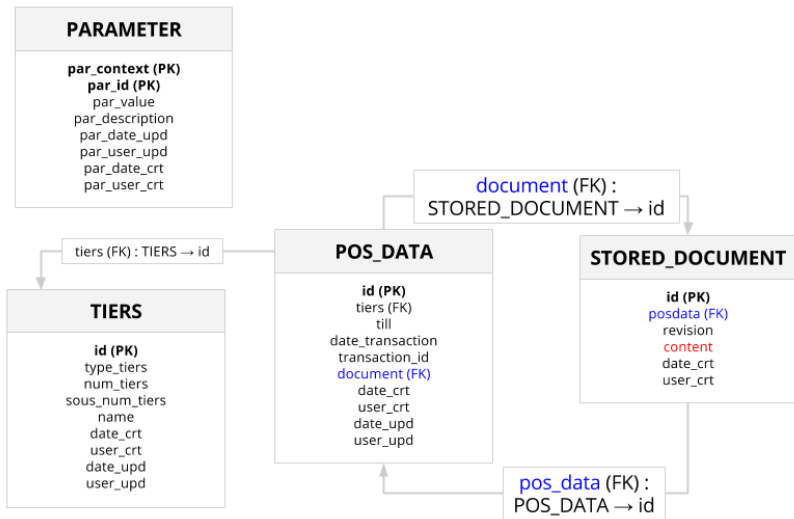 PARAMETER
par_context (PK)
par_id (PK)
par_value
par_description
par_date_upd
par_user_upd
par_date_crt
par_user_crt
document (FK) :
STORED_DOCUMENT → id
tiers (FK) : TIERS → id
TIERS
id (PK)
type_tiers
num_tiers
sous_num_tiers
name
date_crt
user_crt
date_upd
user_upd
POS_DATA
id (PK)
tiers (FK)
till
date_transaction
transaction_id
document (FK)
date_crt
user_crt
date_upd
user_upd
STORED_DOCUMENT
id (PK)
posdata (FK)
revision
content
date_crt
user_crt
pos_data (FK) :
POS_DATA → id